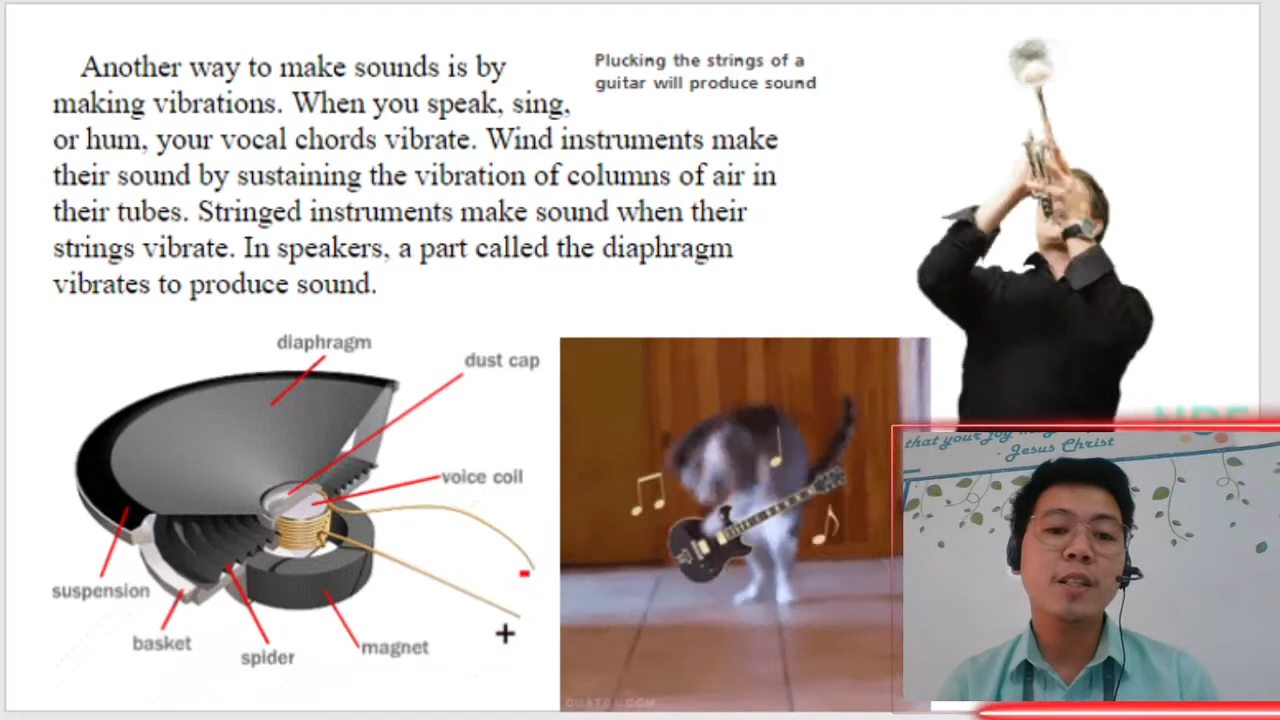 Another way to make sounds is by
making vibrations. When you speak, sing,
or hum, your vocal chords vibrate. Wind instruments make
their sound by sustaining the vibration of columns of air in
their tubes. Stringed instruments make sound when their
strings vibrate. In speakers, a part called the diaphragm
vibrates to produce sound.
Plucking the strings of a
guitar will produce sound
diaphragm
dust cap
voice coil
suspension
basket
spider
magnet
-
+
that your joy
Jesus Christ